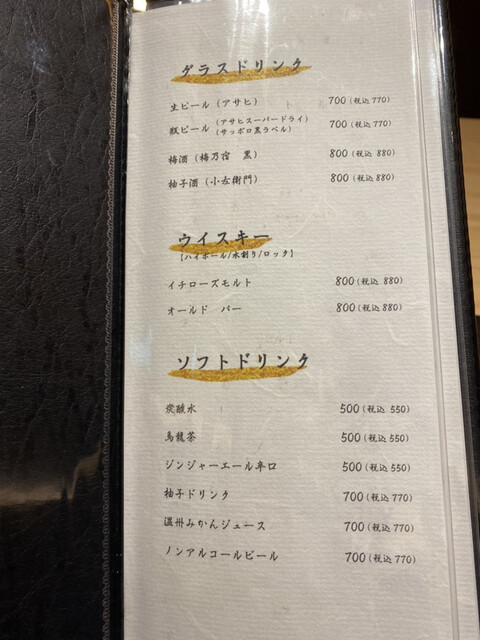 グラスドリンク
生ビール（アサヒ） 700（税込 770）
瓶ビール（アサヒスーパードライ）（サッポロ黒ラベル） 700（税込 770）
梅酒（梅乃宿 黒） 800（税込 880）
柚子酒（小左衛門） 800（税込 880）
ウイスキー
【ハイボール/水割り/ロック】
イチローズモルト 800（税込 880）
オールド パー 800（税込 880）
ソフトドリンク
炭酸水 500（税込 550）
烏龍茶 500（税込 550）
ジンジャーエール辛口 500（税込 550）
柚子ドリンク 700（税込 770）
温州みかんジュース 700（税込 770）
ノンアルコールビール 700（税込 770）